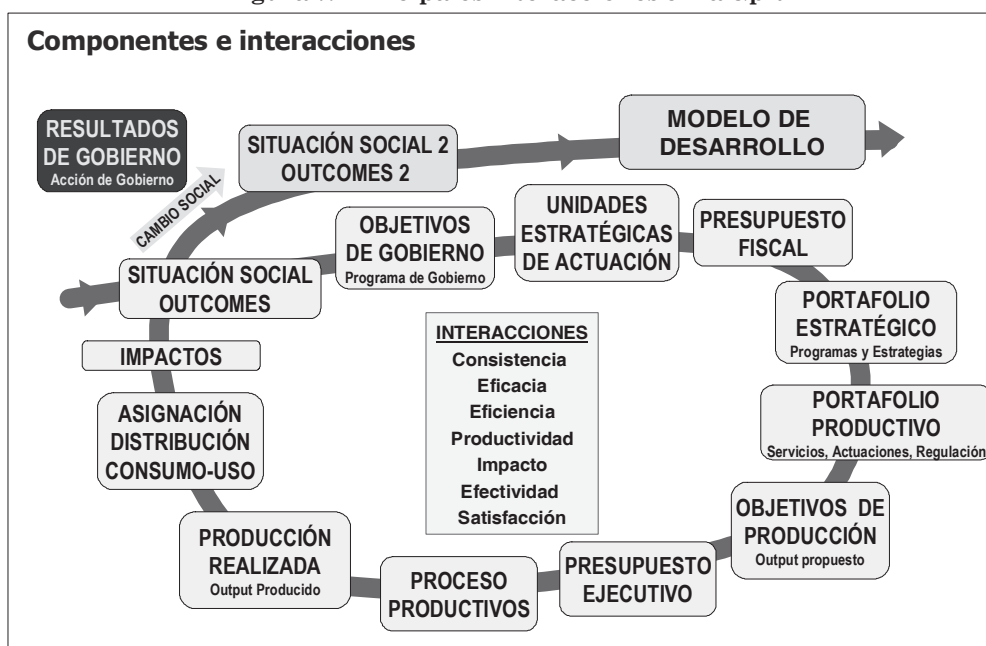 Componentes e interacciones
RESULTADOS
DE GOBIERNO
Acción de Gobierno
CAMBIO SOCIAL
SITUACIÓN SOCIAL 2
OUTCOMES 2
MODELO DE
DESARROLLO
SITUACIÓN SOCIAL
OUTCOMES
OBJETIVOS
DE GOBIERNO
Programa de Gobierno
UNIDADES
ESTRATÉGICAS
DE ACTUACIÓN
PRESUPUESTO
FISCAL
PORTAFOLIO
ESTRATÉGICO
Programas y Estrategias
PORTAFOLIO
PRODUCTIVO
Servicios, Actuaciones, Regulación
OBJETIVOS DE
PRODUCCIÓN
Output propuesto
PRESUPUESTO
EJECUTIVO
PROCESO
PRODUCTIVOS
PRODUCCIÓN
REALIZADA
Output Producido
ASIGNACIÓN
DISTRIBUCIÓN
CONSUMO-USO
IMPACTOS
INTERACCIONES
Consistencia
Eficacia
Eficiencia
Productividad
Impacto
Efectividad
Satisfacción